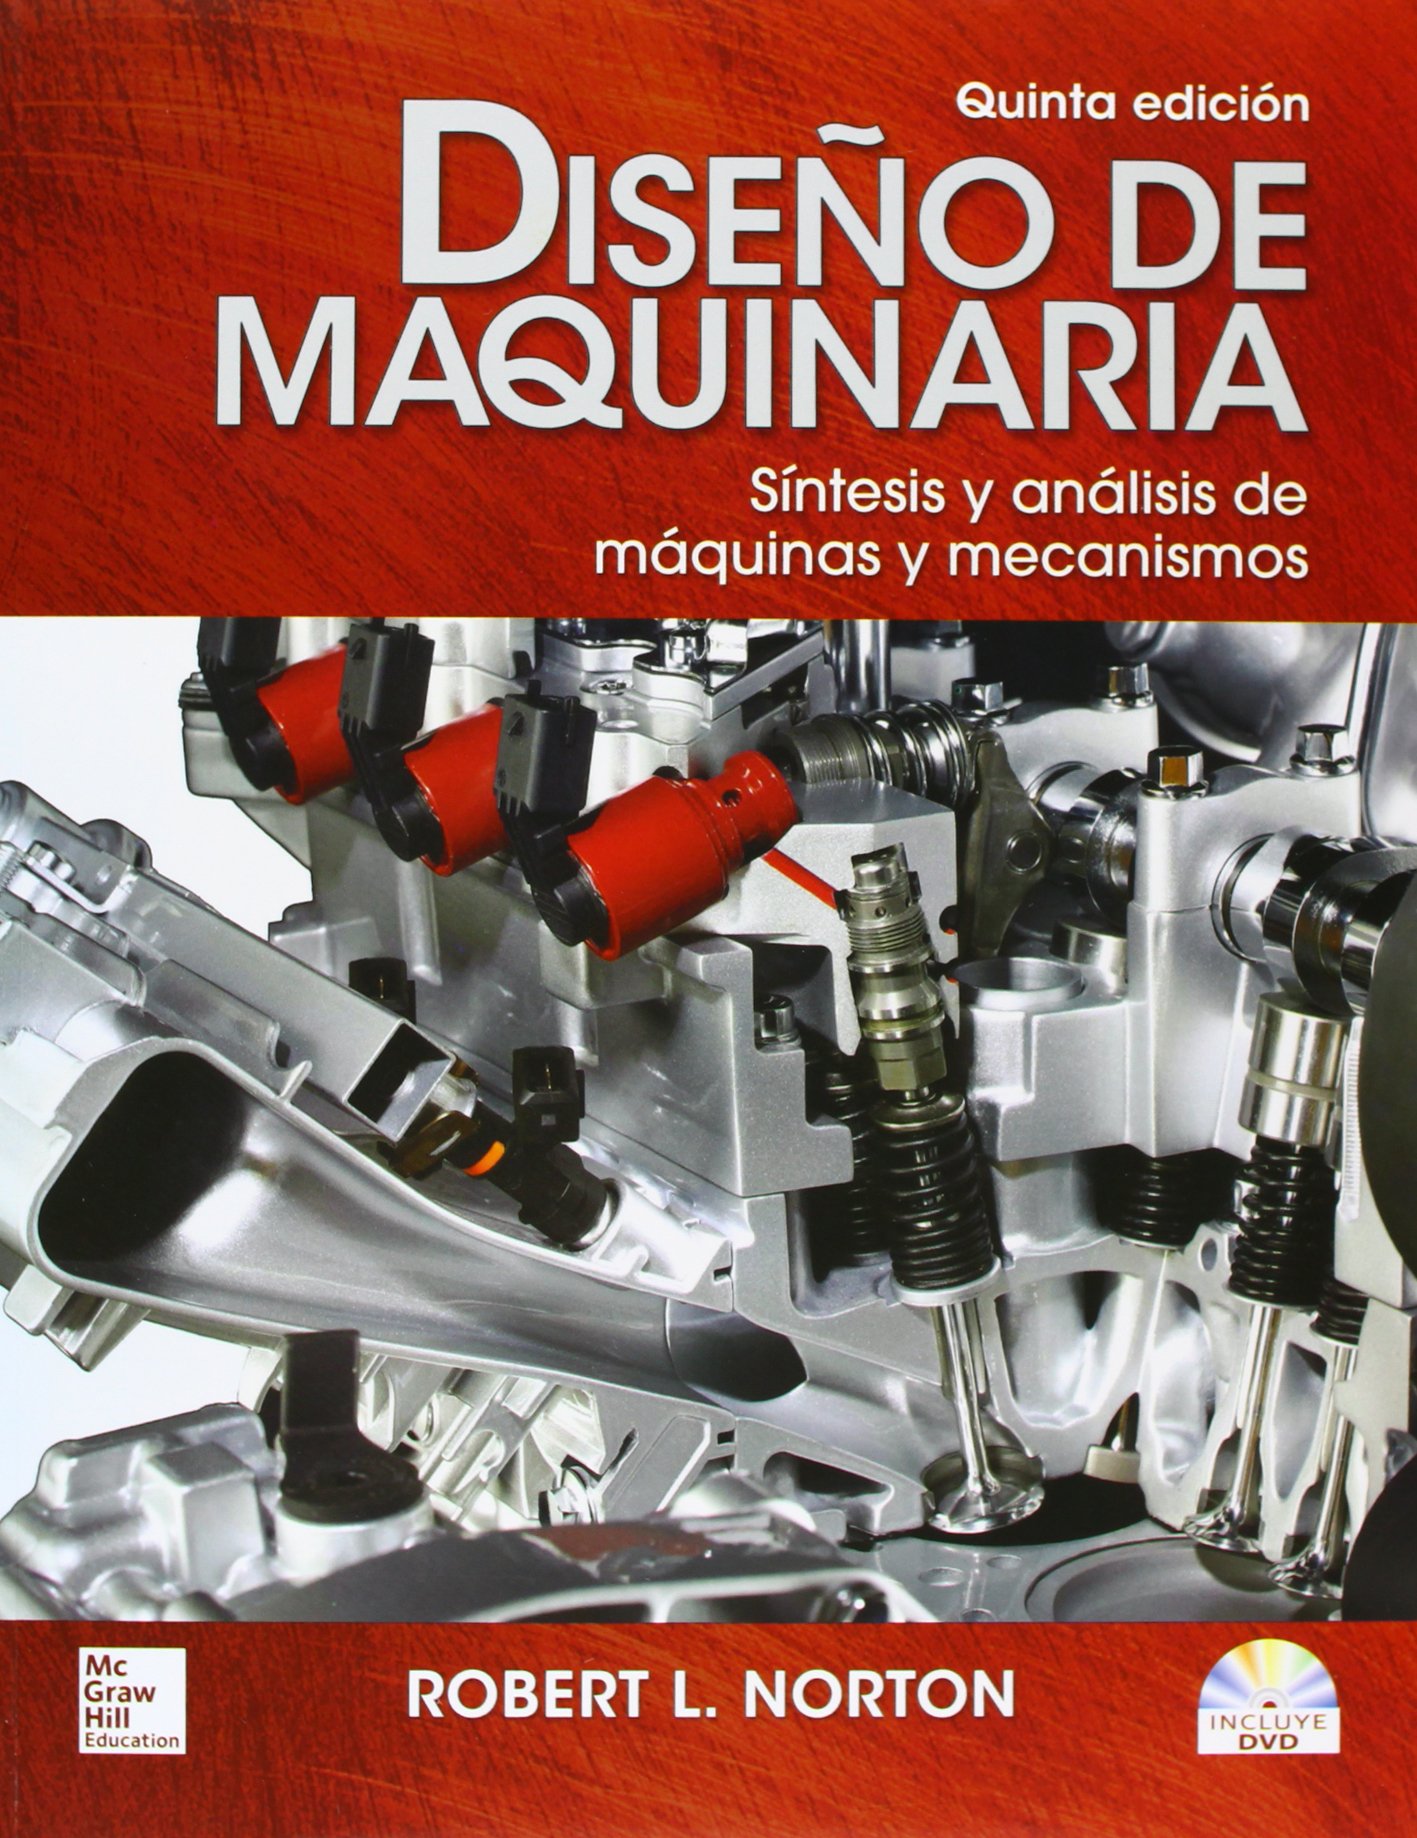 Quinta edición
DISEÑO DE
MAQUINARIA
Síntesis y análisis de
máquinas y mecanismos
Mc
Graw
Hill
Education
ROBERT L. NORTON
INCLUYE
DVD